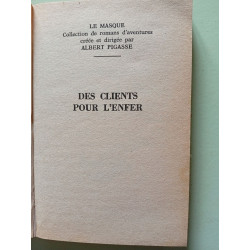 LE MASQUE
Collection de romans d'aventures
créée et dirigée par
ALBERT PIGASSE
DES CLIENTS
POUR L'ENFER